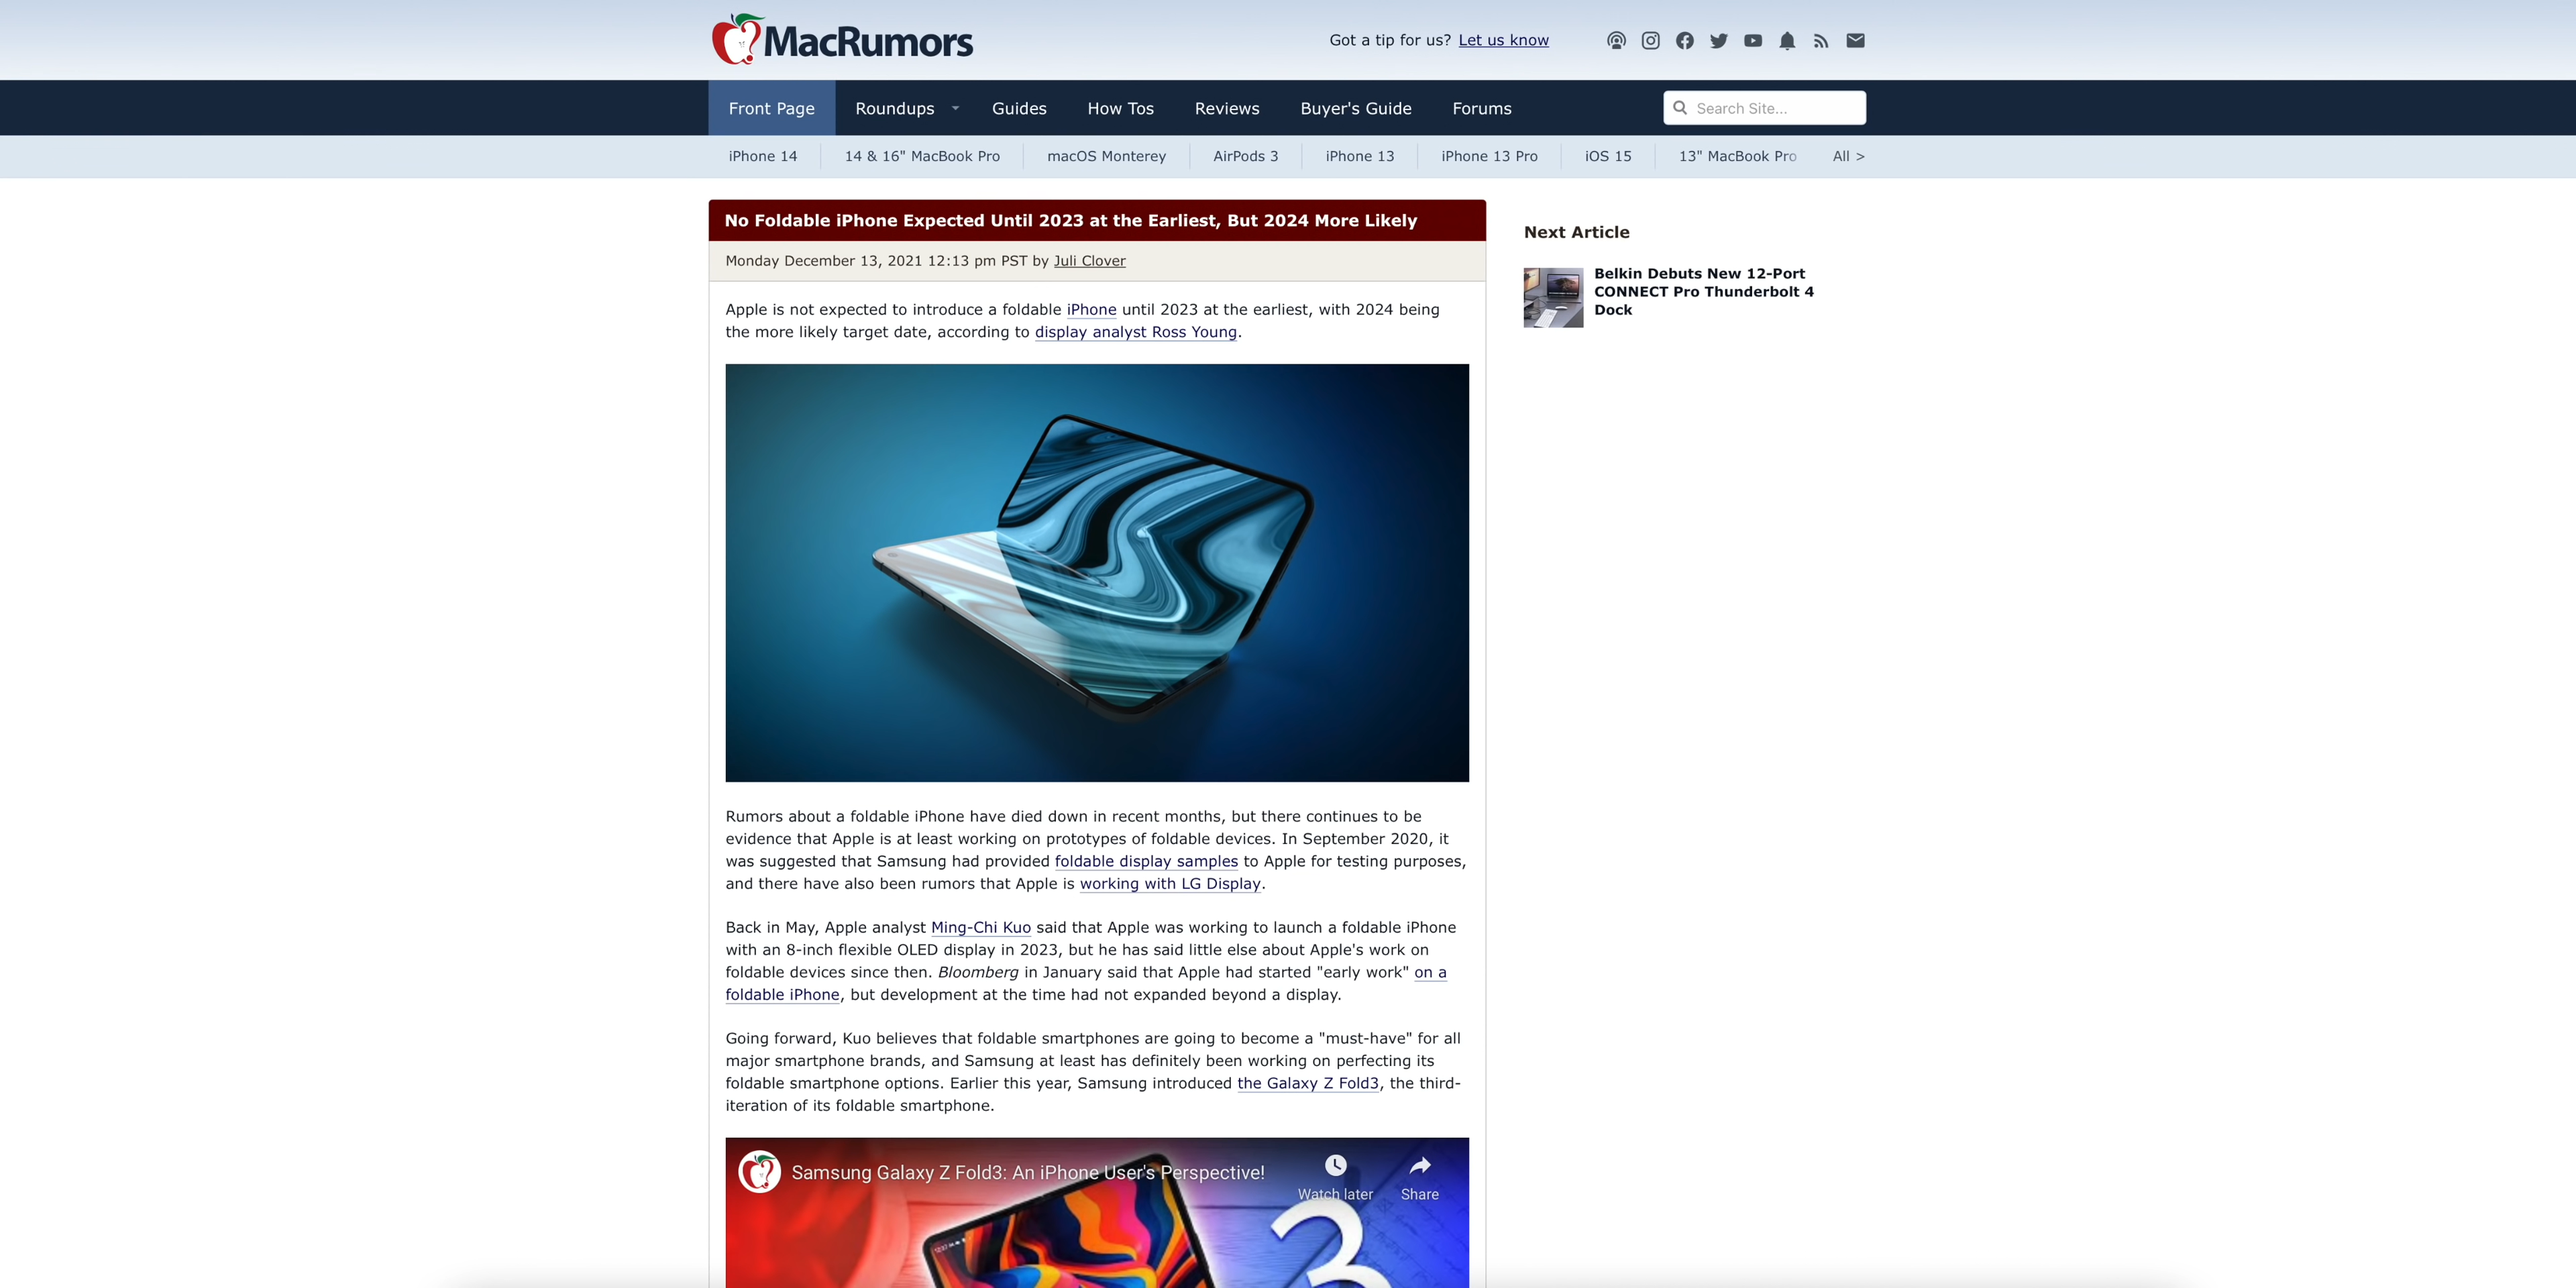 MacRumors
Got a tip for us? Let us know
Front Page
Roundups
Guides
How Tos
Reviews
Buyer's Guide
Forums
Search Site...
iPhone 14
14 & 16" MacBook Pro
macOS Monterey
AirPods 3
iPhone 13
iPhone 13 Pro
iOS 15
13" MacBook Pro
All >
No Foldable iPhone Expected Until 2023 at the Earliest, But 2024 More Likely
Monday December 13, 2021 12:13 pm PST by Juli Clover
Apple is not expected to introduce a foldable iPhone until 2023 at the earliest, with 2024 being
the more likely target date, according to display analyst Ross Young.
Rumors about a foldable iPhone have died down in recent months, but there continues to be
evidence that Apple is at least working on prototypes of foldable devices. In September 2020, it
was suggested that Samsung had provided foldable display samples to Apple for testing purposes,
and there have also been rumors that Apple is working with LG Display.
Back in May, Apple analyst Ming-Chi Kuo said that Apple was working to launch a foldable iPhone
with an 8-inch flexible OLED display in 2023, but he has said little else about Apple's work on
foldable devices since then. Bloomberg in January said that Apple had started "early work" on a
foldable iPhone, but development at the time had not expanded beyond a display.
Going forward, Kuo believes that foldable smartphones are going to become a "must-have" for all
major smartphone brands, and Samsung at least has definitely been working on perfecting its
foldable smartphone options. Earlier this year, Samsung introduced the Galaxy Z Fold3, the third-
iteration of its foldable smartphone.
Samsung Galaxy Z Fold3: An iPhone User's Perspective!
Watch later
Share
3
Next Article
Belkin Debuts New 12-Port
CONNECT Pro Thunderbolt 4
Dock